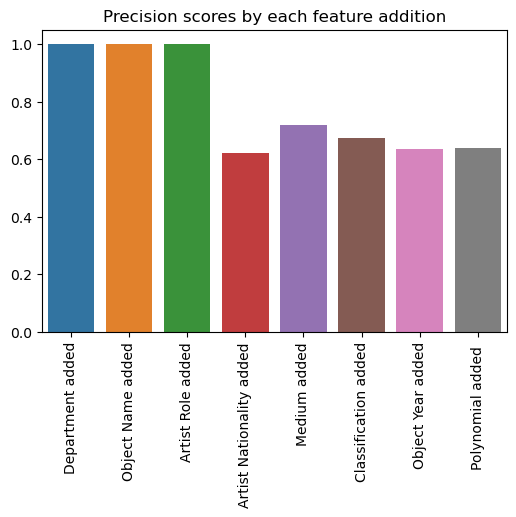 Precision scores by each feature addition
1.0
0.8
0.6
0.4
0.2
0.0
Department added
Object Name added
Artist Role added
Artist Nationality added
Medium added
Classification added
Object Year added
Polynomial added